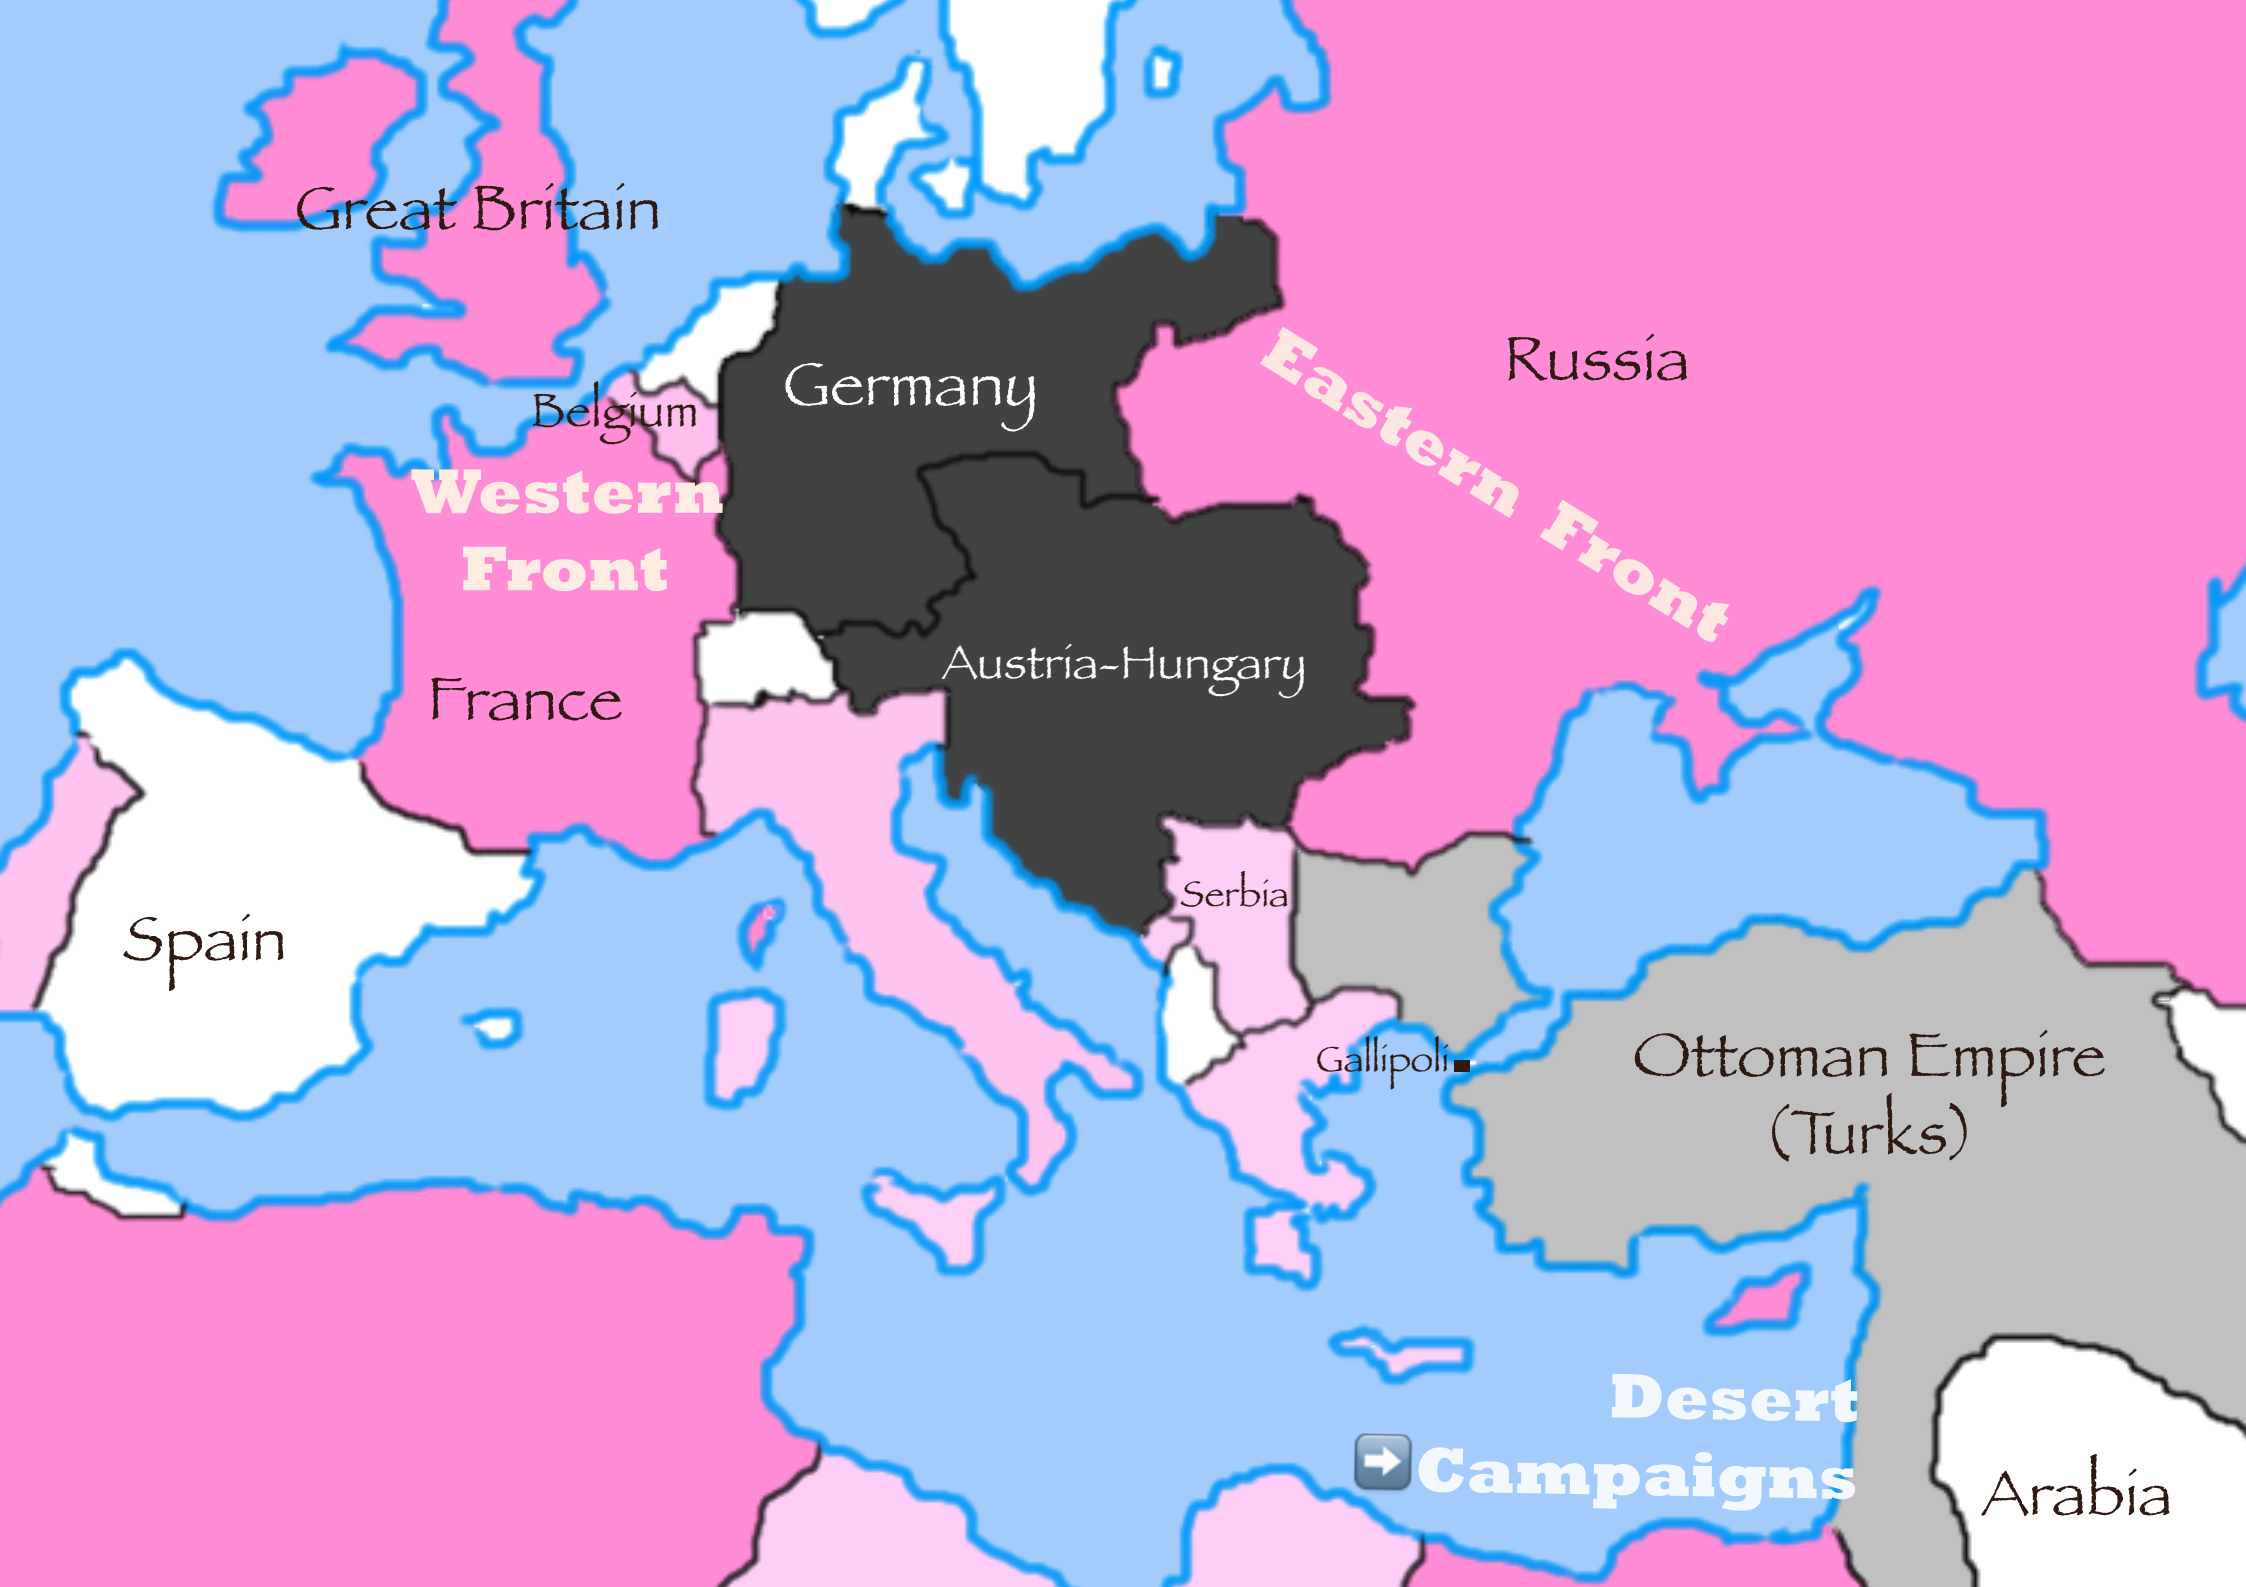 Great Britain
Russia
Germany
Eastern Front
Belgium
Western
Front
Austria-Hungary
France
Serbia
Spain
Gallipoli
Ottoman Empire
(Turks)
Desert
Campaigns
Arabia